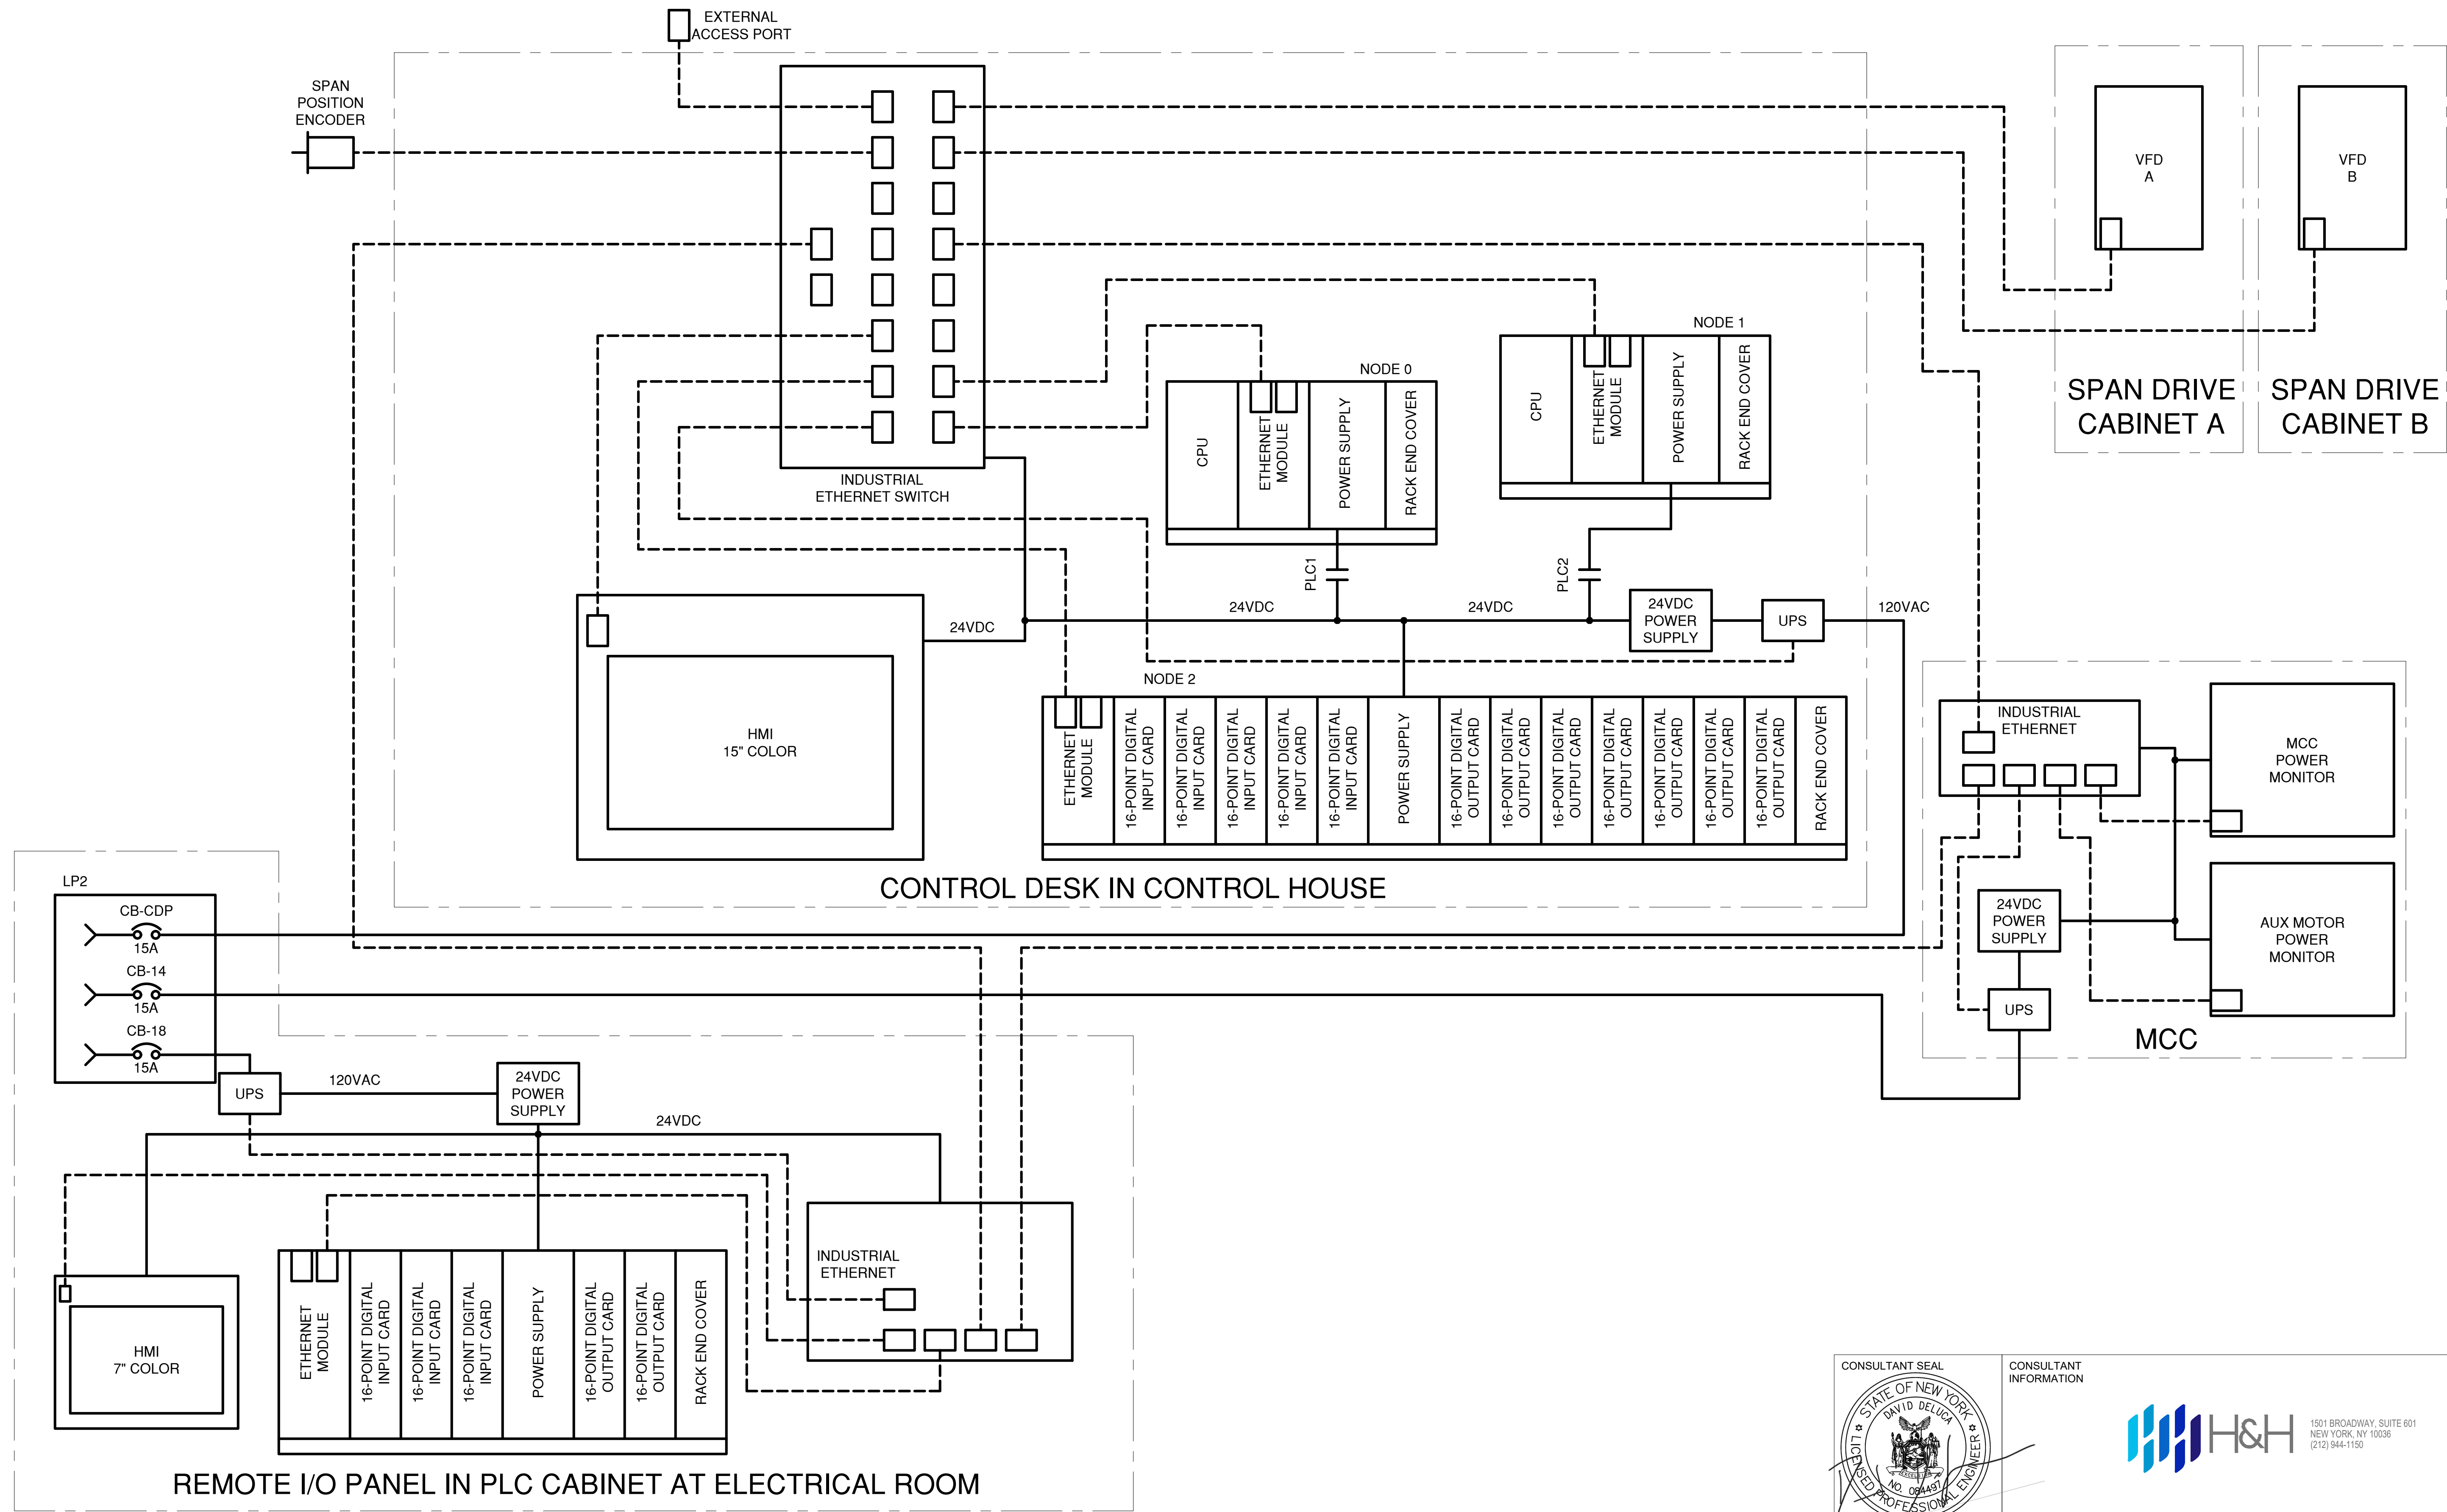 EXTERNAL
ACCESS PORT
SPAN
POSITION
ENCODER
INDUSTRIAL
ETHERNET SWITCH
VFD
A
VFD
B
SPAN DRIVE
CABINET A
SPAN DRIVE
CABINET B
NODE 0
CPU
ETHERNET
MODULE
POWER SUPPLY
RACK END COVER
NODE 1
CPU
ETHERNET
MODULE
POWER SUPPLY
RACK END COVER
PLC1
PLC2
24VDC
24VDC
24VDC
24VDC
POWER
SUPPLY
UPS
120VAC
HMI
15" COLOR
NODE 2
ETHERNET
MODULE
16-POINT DIGITAL
INPUT CARD
16-POINT DIGITAL
INPUT CARD
16-POINT DIGITAL
INPUT CARD
16-POINT DIGITAL
INPUT CARD
16-POINT DIGITAL
INPUT CARD
POWER SUPPLY
16-POINT DIGITAL
OUTPUT CARD
16-POINT DIGITAL
OUTPUT CARD
16-POINT DIGITAL
OUTPUT CARD
16-POINT DIGITAL
OUTPUT CARD
16-POINT DIGITAL
OUTPUT CARD
16-POINT DIGITAL
OUTPUT CARD
16-POINT DIGITAL
OUTPUT CARD
RACK END COVER
CONTROL DESK IN CONTROL HOUSE
INDUSTRIAL
ETHERNET
MCC
POWER
MONITOR
24VDC
POWER
SUPPLY
AUX MOTOR
POWER
MONITOR
UPS
MCC
LP2
CB-CDP
15A
CB-14
15A
CB-18
15A
UPS
120VAC
24VDC
POWER
SUPPLY
24VDC
HMI
7" COLOR
ETHERNET
MODULE
16-POINT DIGITAL
INPUT CARD
16-POINT DIGITAL
INPUT CARD
16-POINT DIGITAL
INPUT CARD
POWER SUPPLY
16-POINT DIGITAL
OUTPUT CARD
16-POINT DIGITAL
OUTPUT CARD
RACK END COVER
INDUSTRIAL
ETHERNET
REMOTE I/O PANEL IN PLC CABINET AT ELECTRICAL ROOM
CONSULTANT SEAL
STATE OF NEW YORK
DAVID DELUCA
EXCELSIOR
NO. 084497
LICENSED PROFESSIONAL ENGINEER
CONSULTANT
INFORMATION
H&H
1501 BROADWAY, SUITE 601
NEW YORK, NY 10036
(212) 944-1150